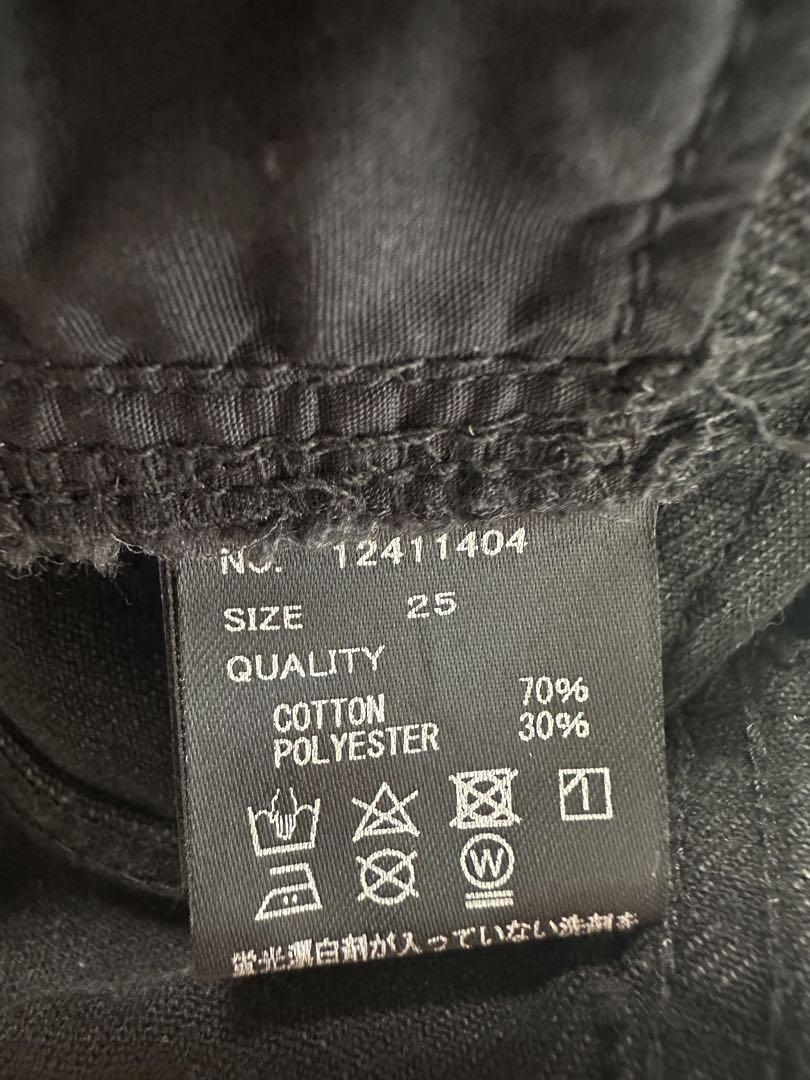 NO. 12411404
SIZE 25
QUALITY
COTTON 70%
POLYESTER 30%
W
蛍光漂白剤が入っていない洗剤を